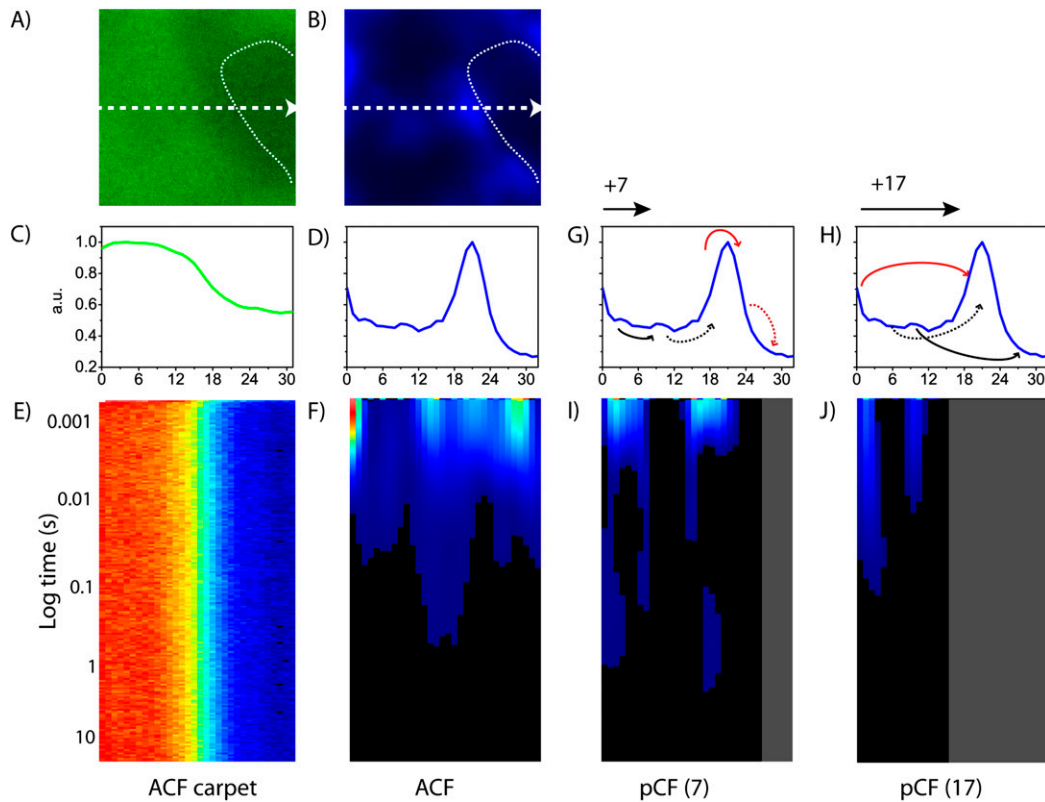 A) B)
+7 +17
C) D) G) H)
1.0
0.8
a.u.
0.6
0.4
0.2
0 6 12 18 24 30 0 6 12 18 24 30 0 6 12 18 24 30 0 6 12 18 24 30
E) F) I) J)
0.001
0.01
Log time (s)
0.1
1
10
ACF carpet ACF pCF (7) pCF (17)